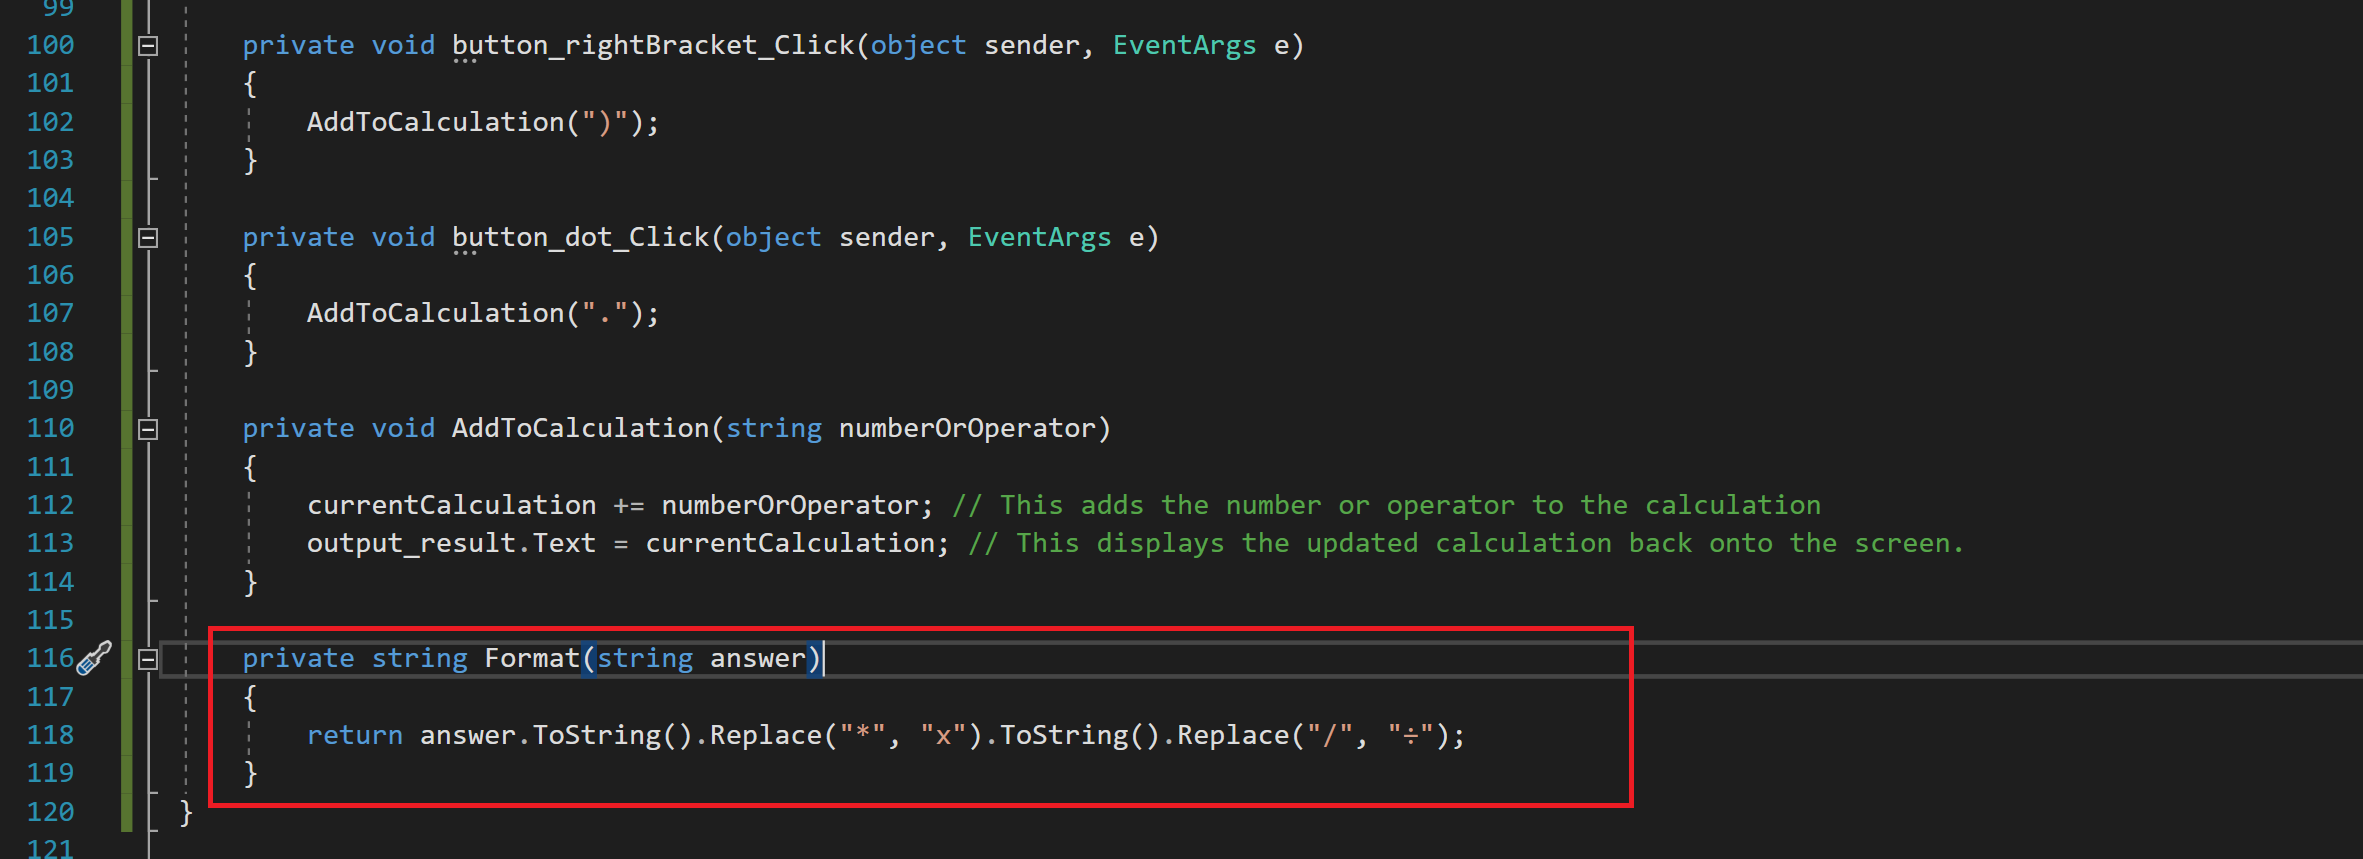 99
100 private void button_rightBracket_Click(object sender, EventArgs e)
101 {
102 AddToCalculation(")");
103 }
104
105 private void button_dot_Click(object sender, EventArgs e)
106 {
107 AddToCalculation(".");
108 }
109
110 private void AddToCalculation(string numberOrOperator)
111 {
112 currentCalculation += numberOrOperator; // This adds the number or operator to the calculation
113 output_result.Text = currentCalculation; // This displays the updated calculation back onto the screen.
114 }
115
116 private string Format(string answer)
117 {
118 return answer.ToString().Replace("*", "x").ToString().Replace("/", "÷");
119 }
120 }
121